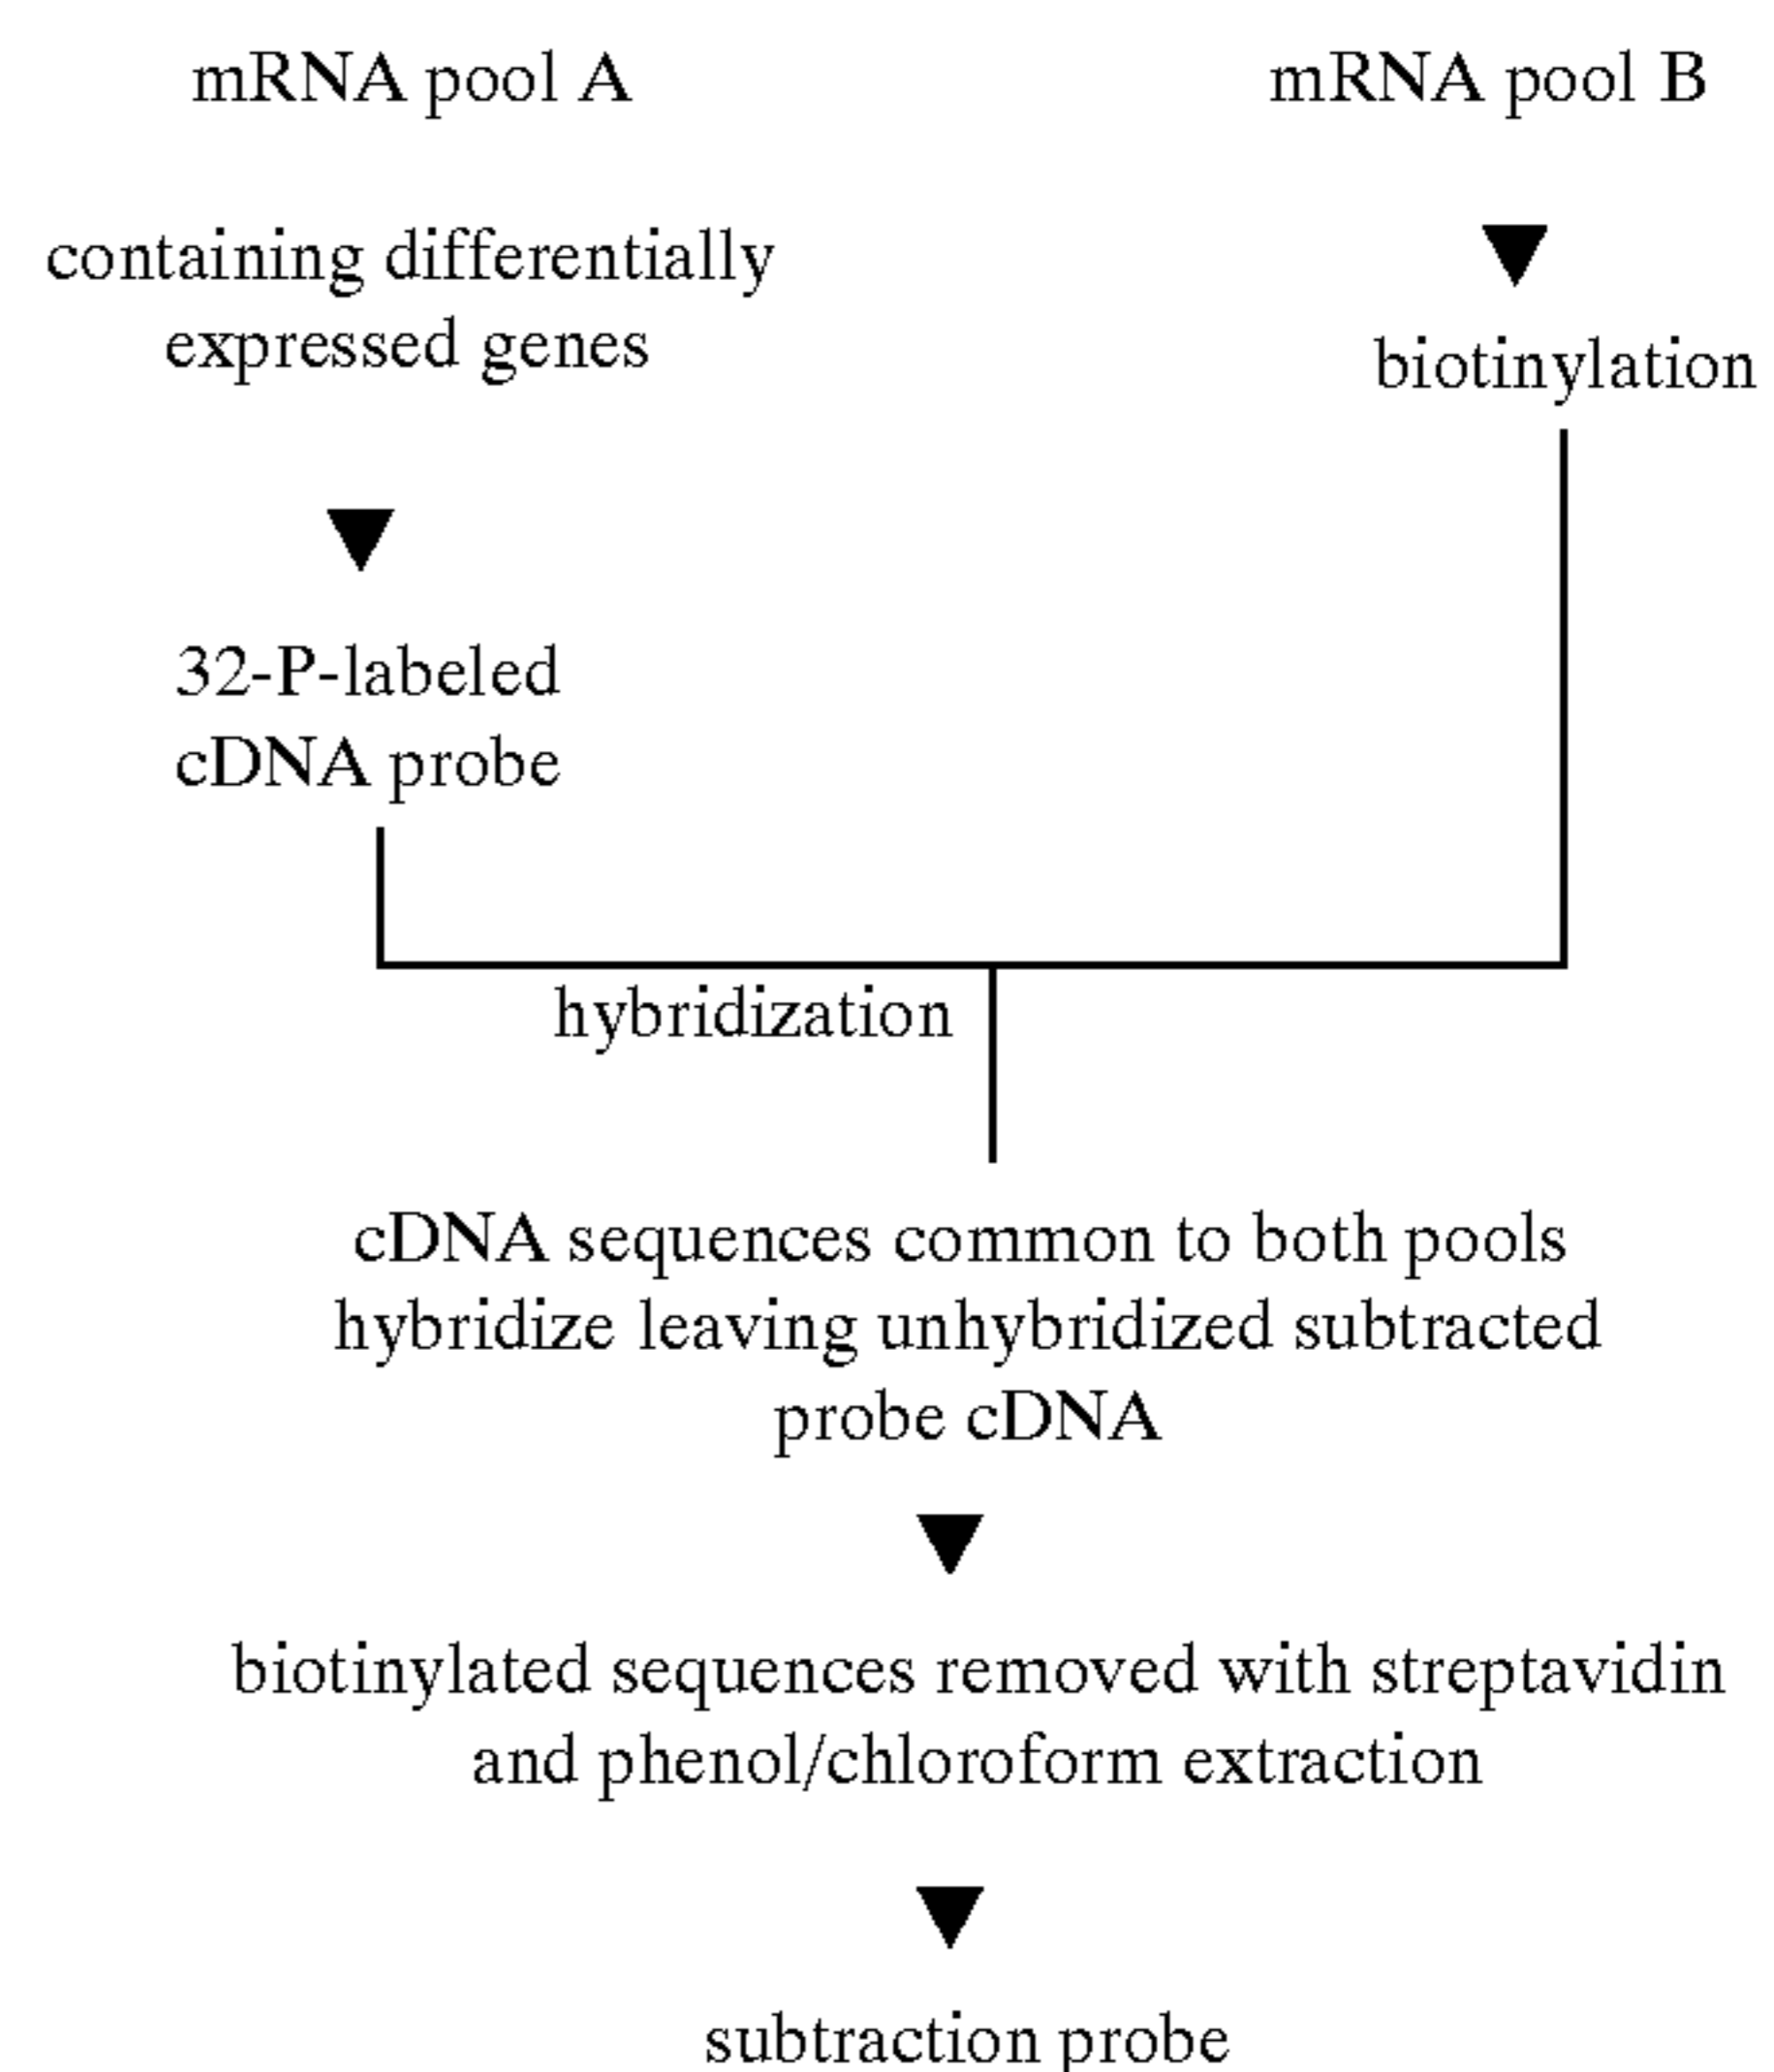 mRNA pool A
mRNA pool B
containing differentially
expressed genes
biotinylation
32-P-labeled
cDNA probe
hybridization
cDNA sequences common to both pools
hybridize leaving unhybridized subtracted
probe cDNA
biotinylated sequences removed with streptavidin
and phenol/chloroform extraction
subtraction probe